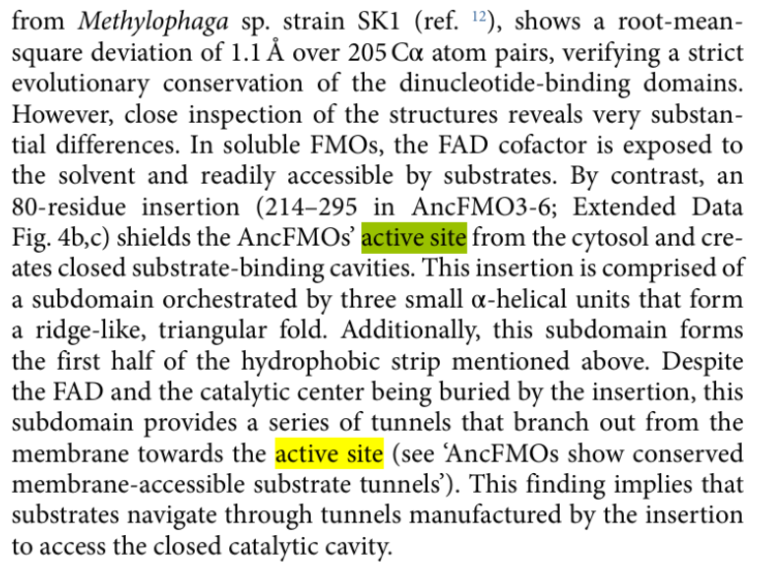 from Methylophaga sp. strain SK1 (ref. 12), shows a root-mean-
square deviation of 1.1 Å over 205 Cα atom pairs, verifying a strict
evolutionary conservation of the dinucleotide-binding domains.
However, close inspection of the structures reveals very substan-
tial differences. In soluble FMOs, the FAD cofactor is exposed to
the solvent and readily accessible by substrates. By contrast, an
80-residue insertion (214–295 in AncFMO3-6; Extended Data
Fig. 4b,c) shields the AncFMOs’ active site from the cytosol and cre-
ates closed substrate-binding cavities. This insertion is comprised of
a subdomain orchestrated by three small α-helical units that form
a ridge-like, triangular fold. Additionally, this subdomain forms
the first half of the hydrophobic strip mentioned above. Despite
the FAD and the catalytic center being buried by the insertion, this
subdomain provides a series of tunnels that branch out from the
membrane towards the active site (see ‘AncFMOs show conserved
membrane-accessible substrate tunnels’). This finding implies that
substrates navigate through tunnels manufactured by the insertion
to access the closed catalytic cavity.